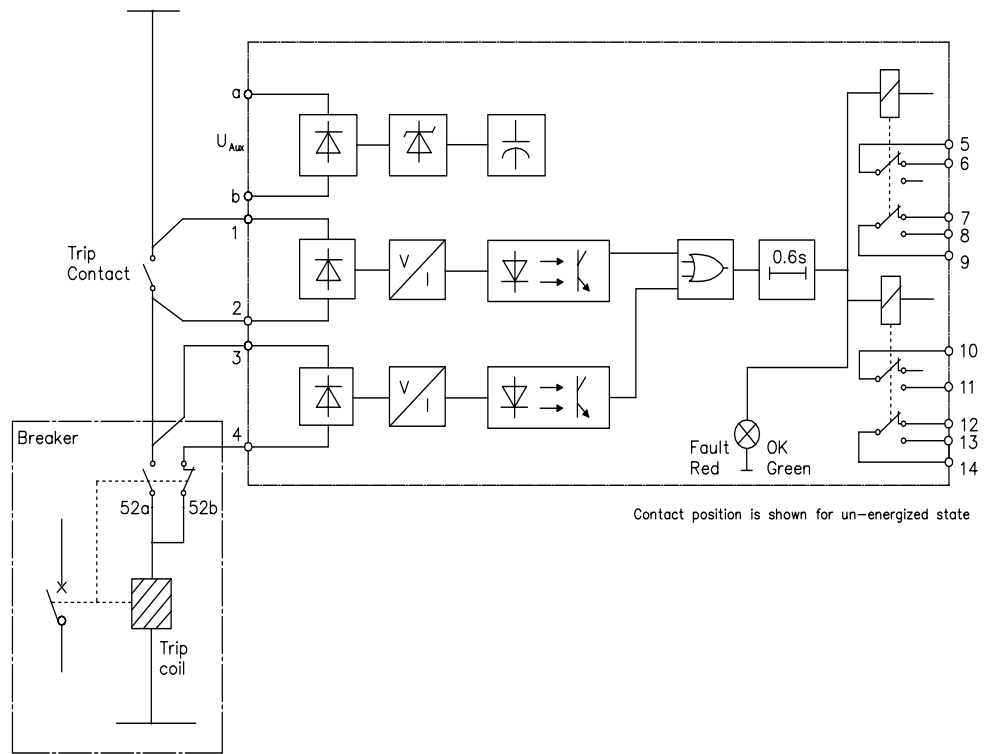 a
U Aux
b
1
2
3
4
Trip
Contact
V
I
V
I
0.6s
5
6
7
8
9
10
11
12
13
14
Fault
Red
OK
Green
Contact position is shown for un-energized state
Breaker
52a
52b
Trip
coil